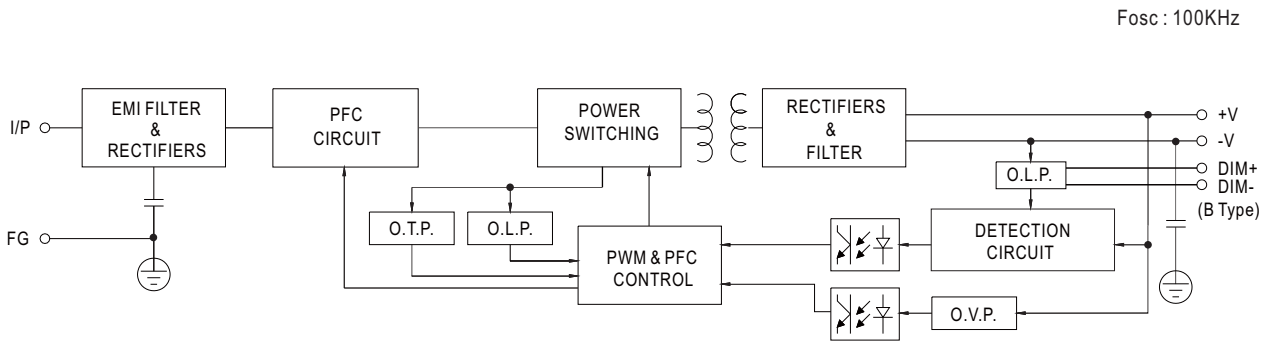 Fosc : 100KHz
I/P
EMI FILTER
&
RECTIFIERS
PFC
CIRCUIT
POWER
SWITCHING
RECTIFIERS
&
FILTER
+V
-V
DIM+
DIM-
(B Type)
O.L.P.
FG
O.T.P.
O.L.P.
PWM & PFC
CONTROL
DETECTION
CIRCUIT
O.V.P.